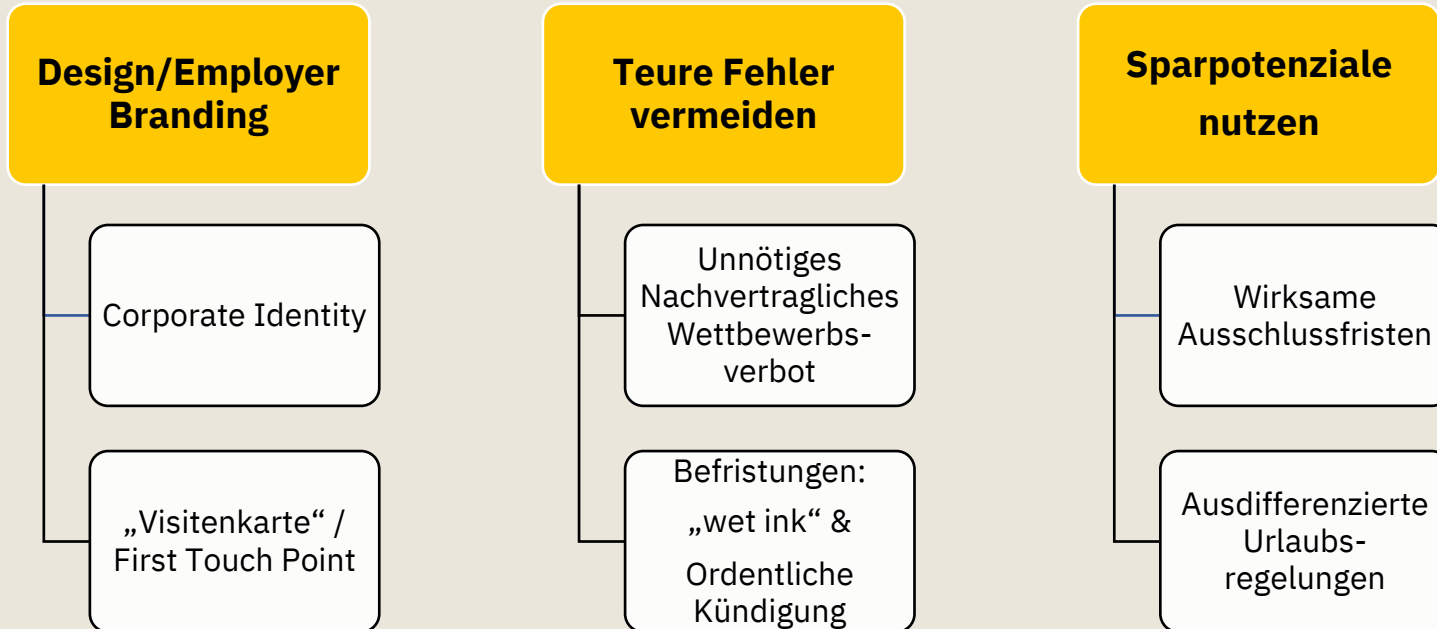 Design/Employer
Branding
Corporate Identity
„Visitenkarte“ /
First Touch Point
Teure Fehler
vermeiden
Unnötiges
Nachvertragliches
Wettbewerbs-
verbot
Befristungen:
„wet ink“ &
Ordentliche
Kündigung
Sparpotenziale
nutzen
Wirksame
Ausschlussfristen
Ausdifferenzierte
Urlaubs-
regelungen